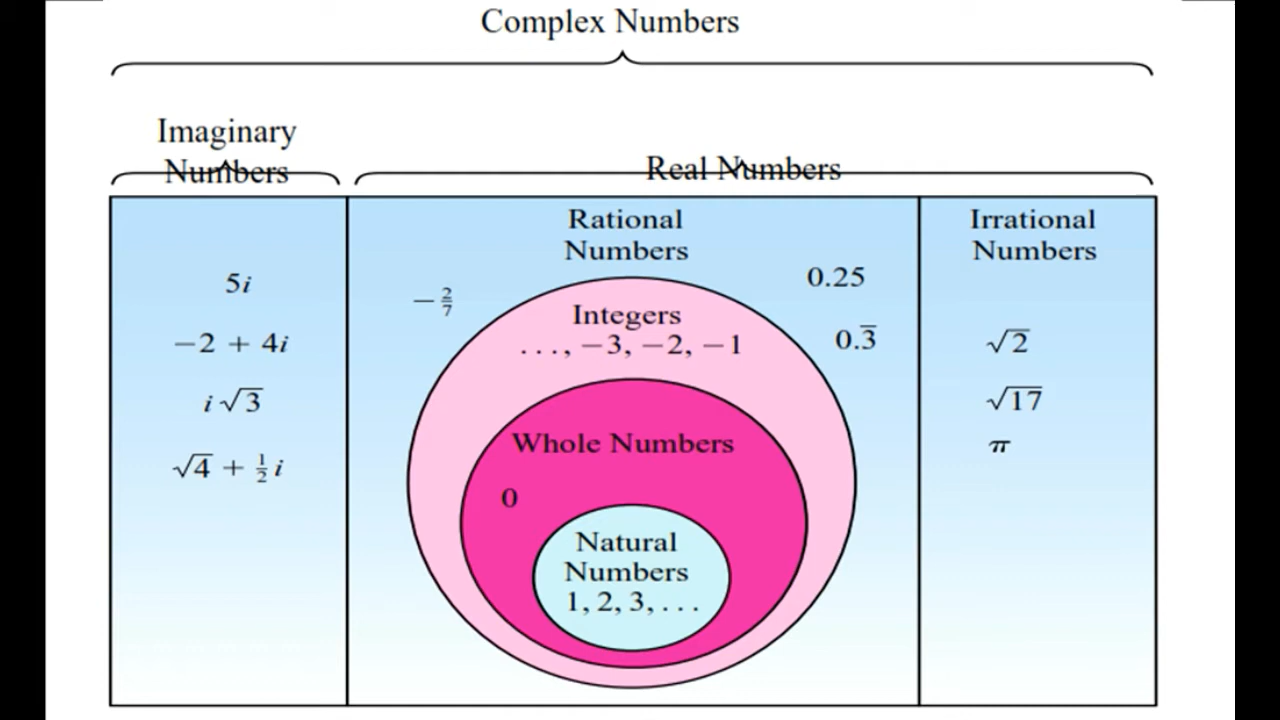 Complex Numbers
Imaginary
Numbers
Real Numbers
Rational
Numbers
Irrational
Numbers
5i
−2 + 4i
i√3
√4 + ½i
−2/7
0.25
0.3̅
Integers
..., −3, −2, −1
Whole Numbers
0
Natural
Numbers
1, 2, 3, ...
√2
√17
π